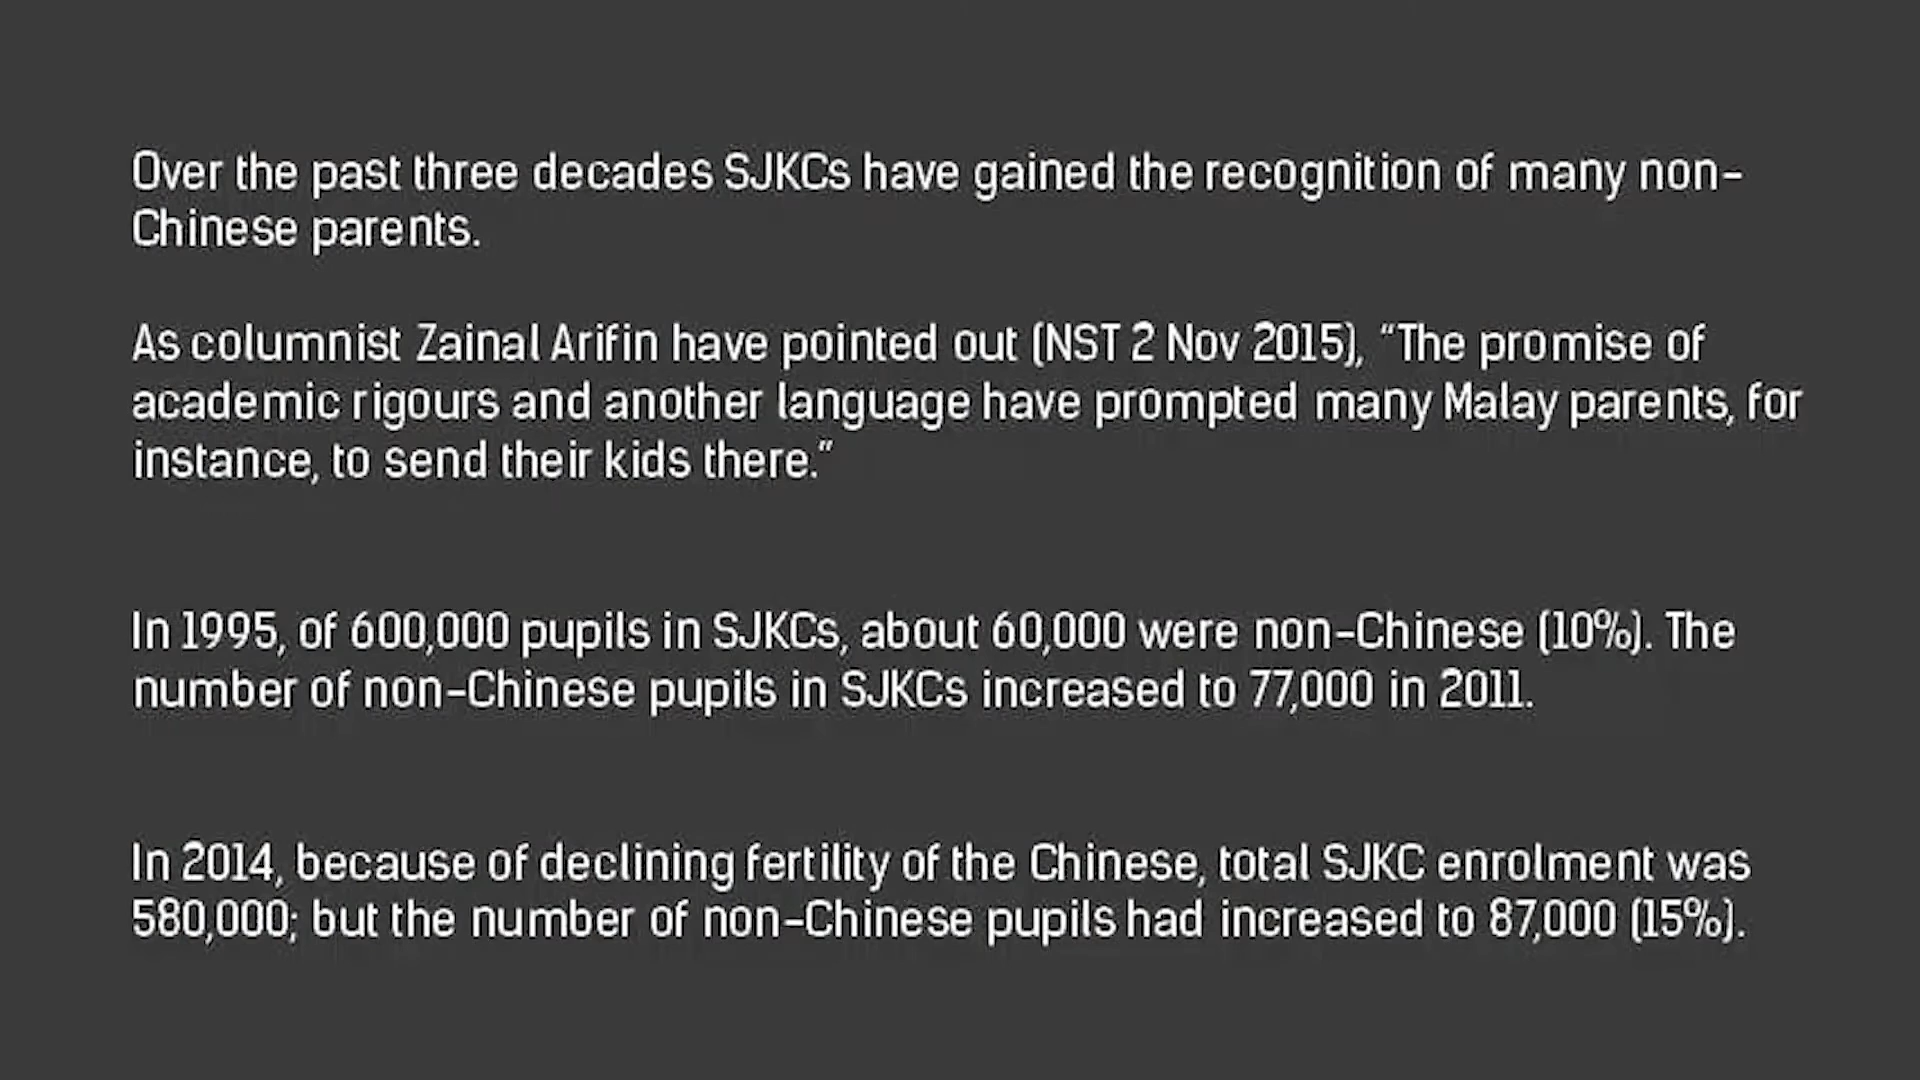 Over the past three decades SJKCs have gained the recognition of many non-
Chinese parents.
As columnist Zainal Arifin have pointed out (NST 2 Nov 2015), “The promise of
academic rigours and another language have prompted many Malay parents, for
instance, to send their kids there.”
In 1995, of 600,000 pupils in SJKCs, about 60,000 were non-Chinese (10%). The
number of non-Chinese pupils in SJKCs increased to 77,000 in 2011.
In 2014, because of declining fertility of the Chinese, total SJKC enrolment was
580,000; but the number of non-Chinese pupils had increased to 87,000 (15%).